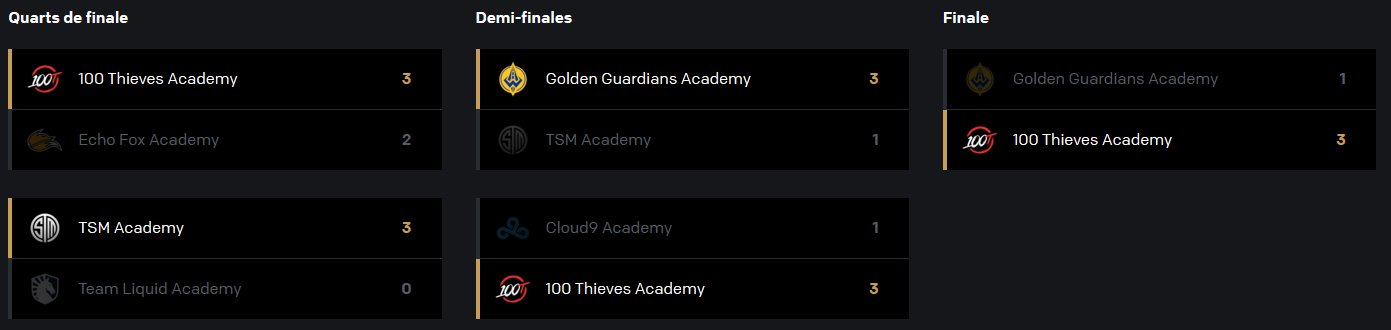 Quarts de finale
100 Thieves Academy 3
Echo Fox Academy 2
TSM Academy 3
Team Liquid Academy 0
Demi-finales
Golden Guardians Academy 3
TSM Academy 1
Cloud9 Academy 1
100 Thieves Academy 3
Finale
Golden Guardians Academy 1
100 Thieves Academy 3